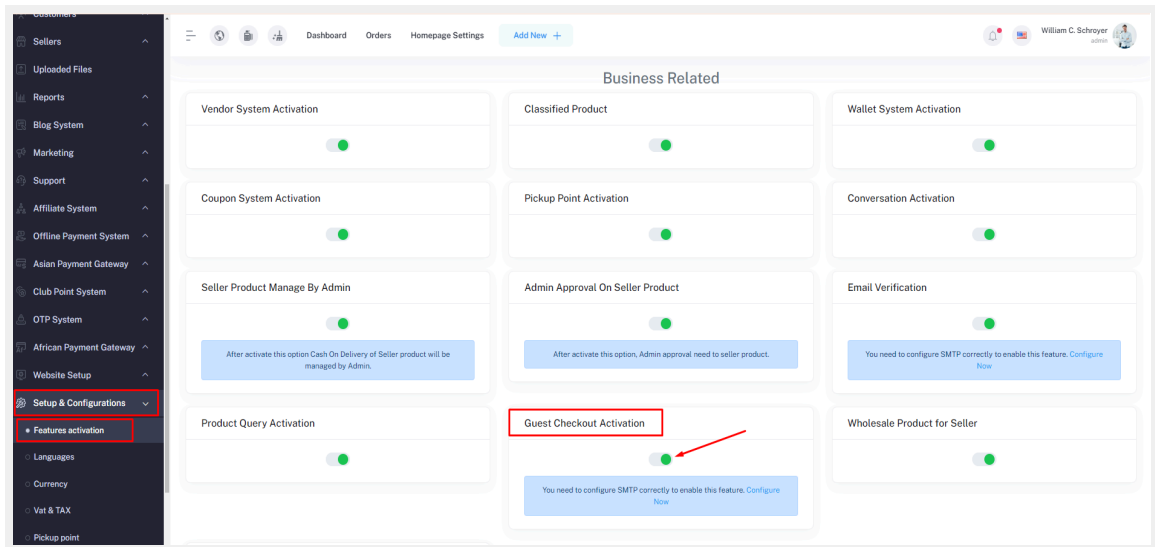 Customers
Sellers
Uploaded Files
Reports
Blog System
Marketing
Support
Affiliate System
Offline Payment System
Asian Payment Gateway
Club Point System
OTP System
African Payment Gateway
Website Setup
Setup & Configurations
Features activation
Languages
Currency
Vat & TAX
Pickup point
Dashboard Orders Homepage Settings Add New +
William C. Schroyer
admin
Business Related
Vendor System Activation
Classified Product
Wallet System Activation
Coupon System Activation
Pickup Point Activation
Conversation Activation
Seller Product Manage By Admin
After activate this option Cash On Delivery of Seller product will be
managed by Admin.
Admin Approval On Seller Product
After activate this option, Admin approval need to seller product.
Email Verification
You need to configure SMTP correctly to enable this feature. Configure
Now
Product Query Activation
Guest Checkout Activation
You need to configure SMTP correctly to enable this feature. Configure
Now
Wholesale Product for Seller